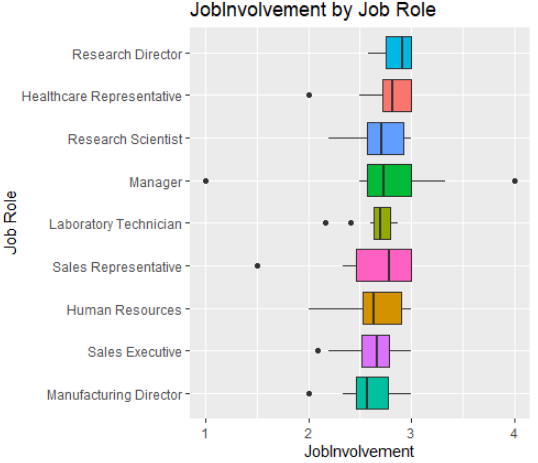 JobInvolvement by Job Role
Research Director
Healthcare Representative
Research Scientist
Manager
Laboratory Technician
Sales Representative
Human Resources
Sales Executive
Manufacturing Director
Job Role
1 2 3 4
JobInvolvement